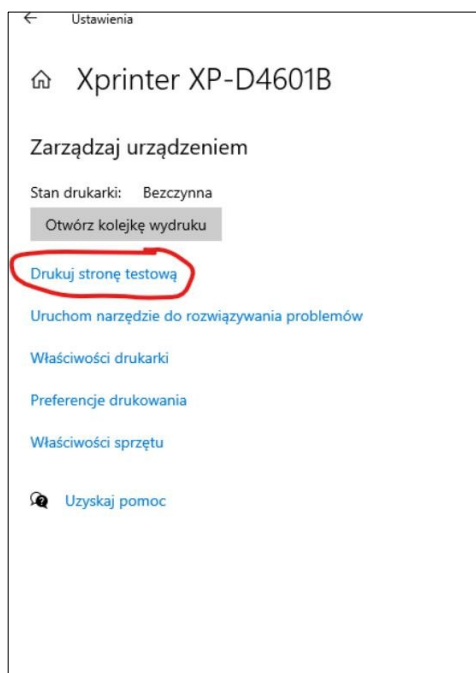 Ustawienia
Xprinter XP-D4601B
Zarządzaj urządzeniem
Stan drukarki: Bezczynna
Otwórz kolejkę wydruku
Drukuj stronę testową
Uruchom narzędzie do rozwiązywania problemów
Właściwości drukarki
Preferencje drukowania
Właściwości sprzętu
Uzyskaj pomoc